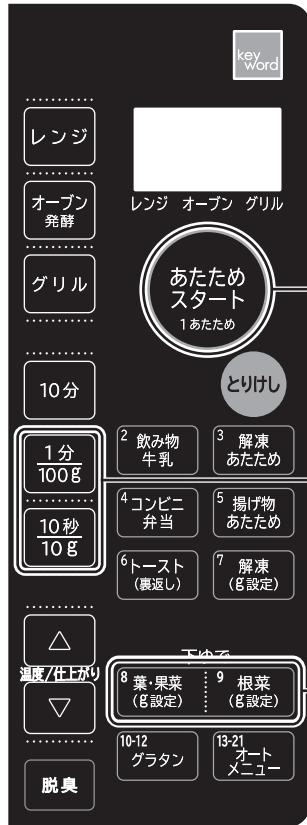 key
word
レンジ
オーブン
発酵
グリル
レンジ オーブン グリル
あたため
スタート
1あたため
10分
とりけし
1分
100g
10秒
10g
2 飲み物
牛乳
3 解凍
あたため
4 コンビニ
弁当
5 揚げ物
あたため
6 トースト
(裏返し)
7 解凍
(g設定)
△
温度/仕上がり
▽
下ゆで
8 葉・果菜
(g設定)
9 根菜
(g設定)
脱臭
10-12
グラタン
13-21
オート
メニュー